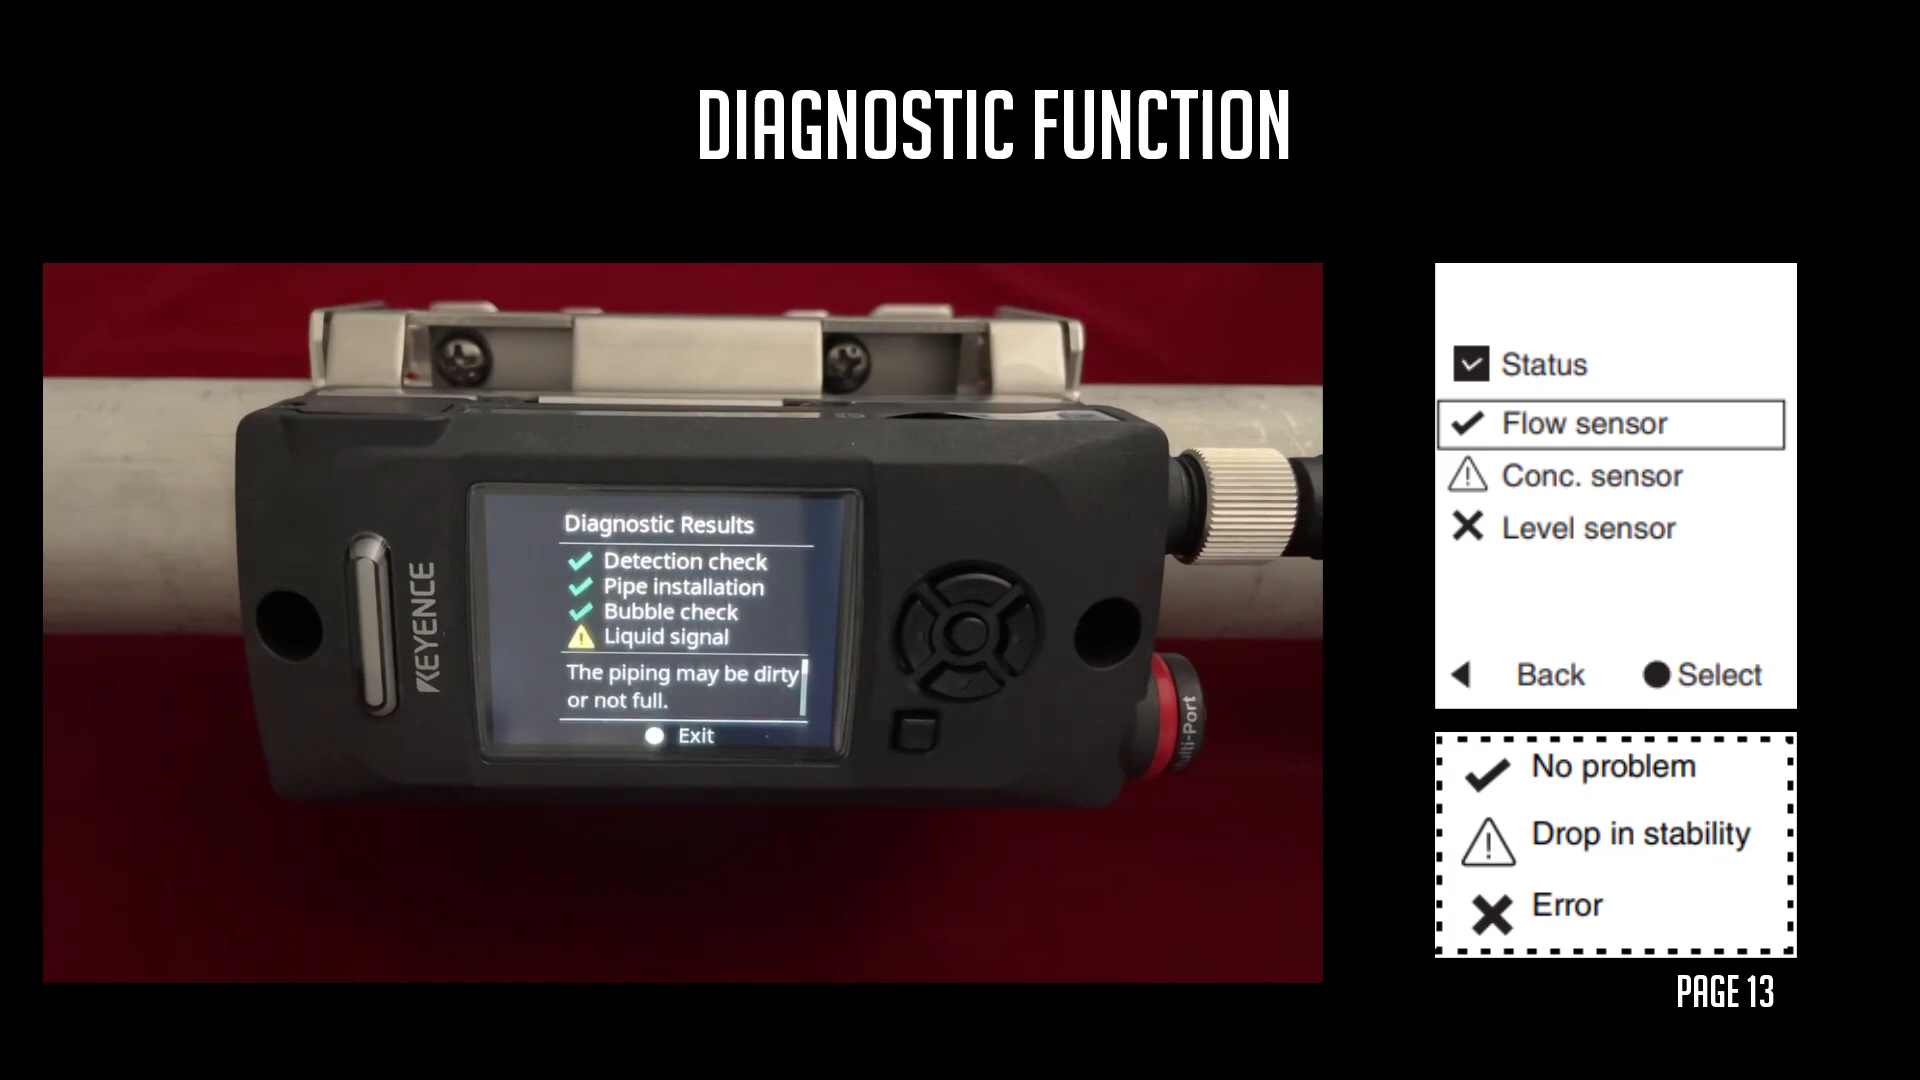 DIAGNOSTIC FUNCTION
KEYENCE
Diagnostic Results
Detection check
Pipe installation
Bubble check
Liquid signal
The piping may be dirty
or not full.
Exit
Status
Flow sensor
Conc. sensor
Level sensor
Back Select
No problem
Drop in stability
Error
PAGE 13